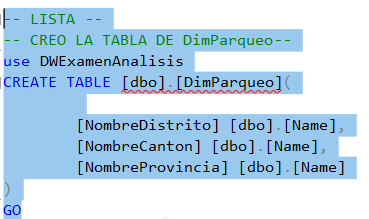 -- LISTA --
-- CREO LA TABLA DE DimParqueo--
use DWExamenAnalisis
CREATE TABLE [dbo].[DimParqueo](
[NombreDistrito] [dbo].[Name],
[NombreCanton] [dbo].[Name],
[NombreProvincia] [dbo].[Name]
)
GO